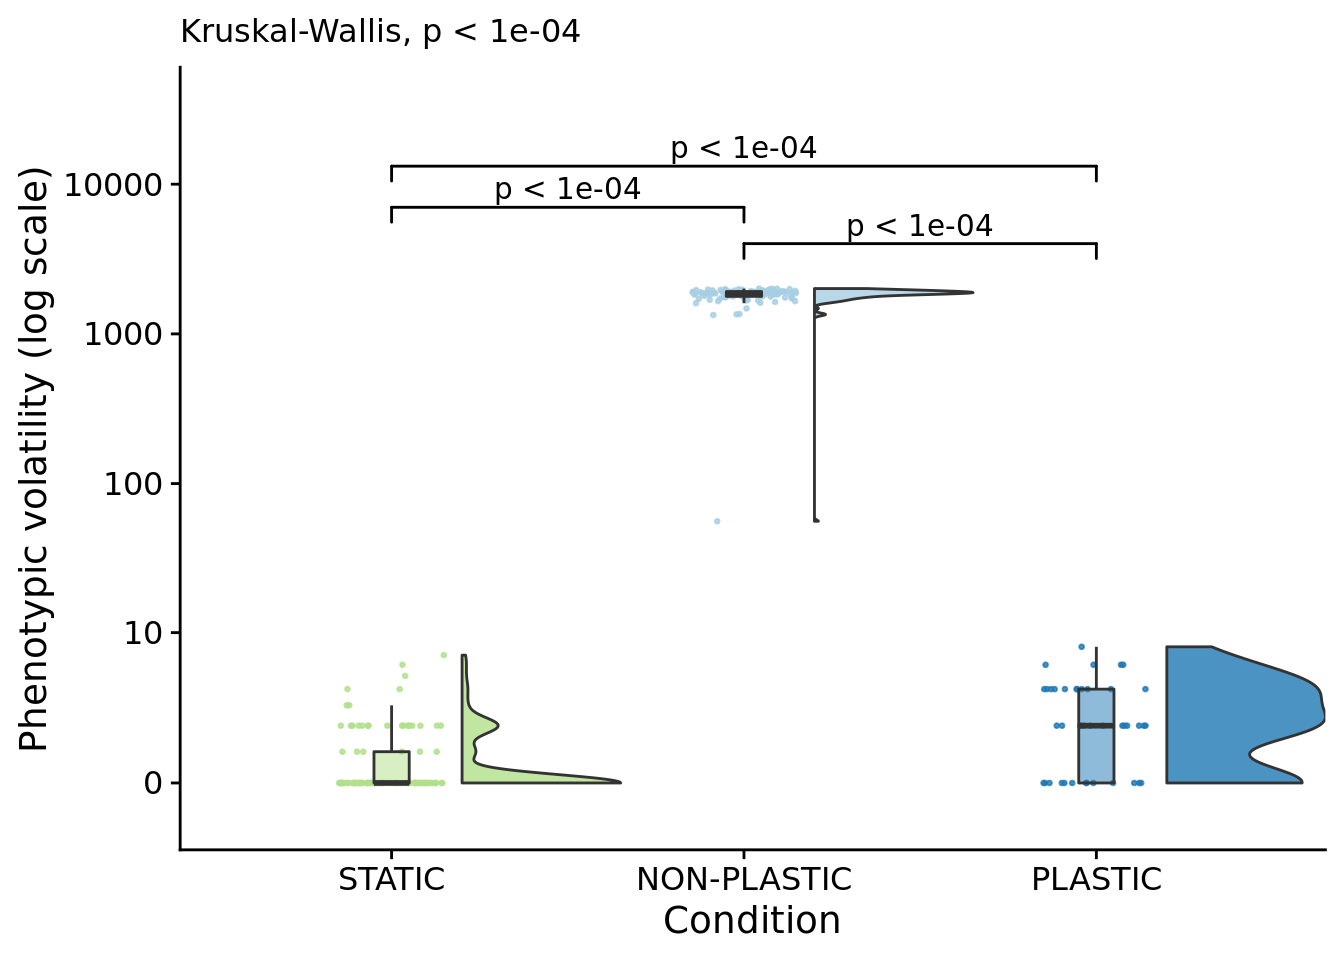 Kruskal-Wallis, p < 1e-04
p < 1e-04
p < 1e-04
p < 1e-04
Phenotypic volatility (log scale)
10000
1000
100
10
0
STATIC
NON-PLASTIC
PLASTIC
Condition